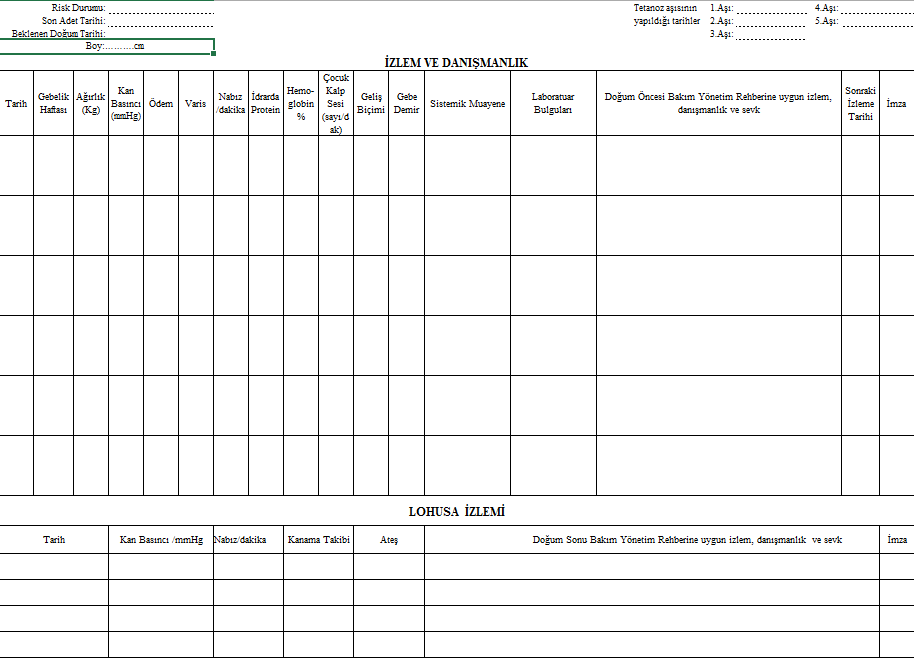 Risk Durumu:
Son Adet Tarihi:
Beklenen Doğum Tarihi:
Boy:..........cm
Tetanoz aşısının
yapıldığı tarihler
1.Aşı:
2.Aşı:
3.Aşı:
4.Aşı:
5.Aşı:
İZLEM VE DANIŞMANLIK
Tarih
Gebelik
Haftası
Ağırlık
(Kg)
Kan
Basıncı
(mmHg)
Ödem
Varis
Nabız
/dakika
İdrarda
Protein
Hemo-
globin
%
Çocuk
Kalp
Sesi
(sayı/d
ak)
Geliş
Biçimi
Gebe
Demir
Sistemik Muayene
Laboratuar
Bulguları
Doğum Öncesi Bakım Yönetim Rehberine uygun izlem,
danışmanlık ve sevk
Sonraki
İzleme
Tarihi
İmza
LOHUSA İZLEMİ
Tarih
Kan Basıncı /mmHg
Nabız/dakika
Kanama Takibi
Ateş
Doğum Sonu Bakım Yönetim Rehberine uygun izlem, danışmanlık ve sevk
İmza